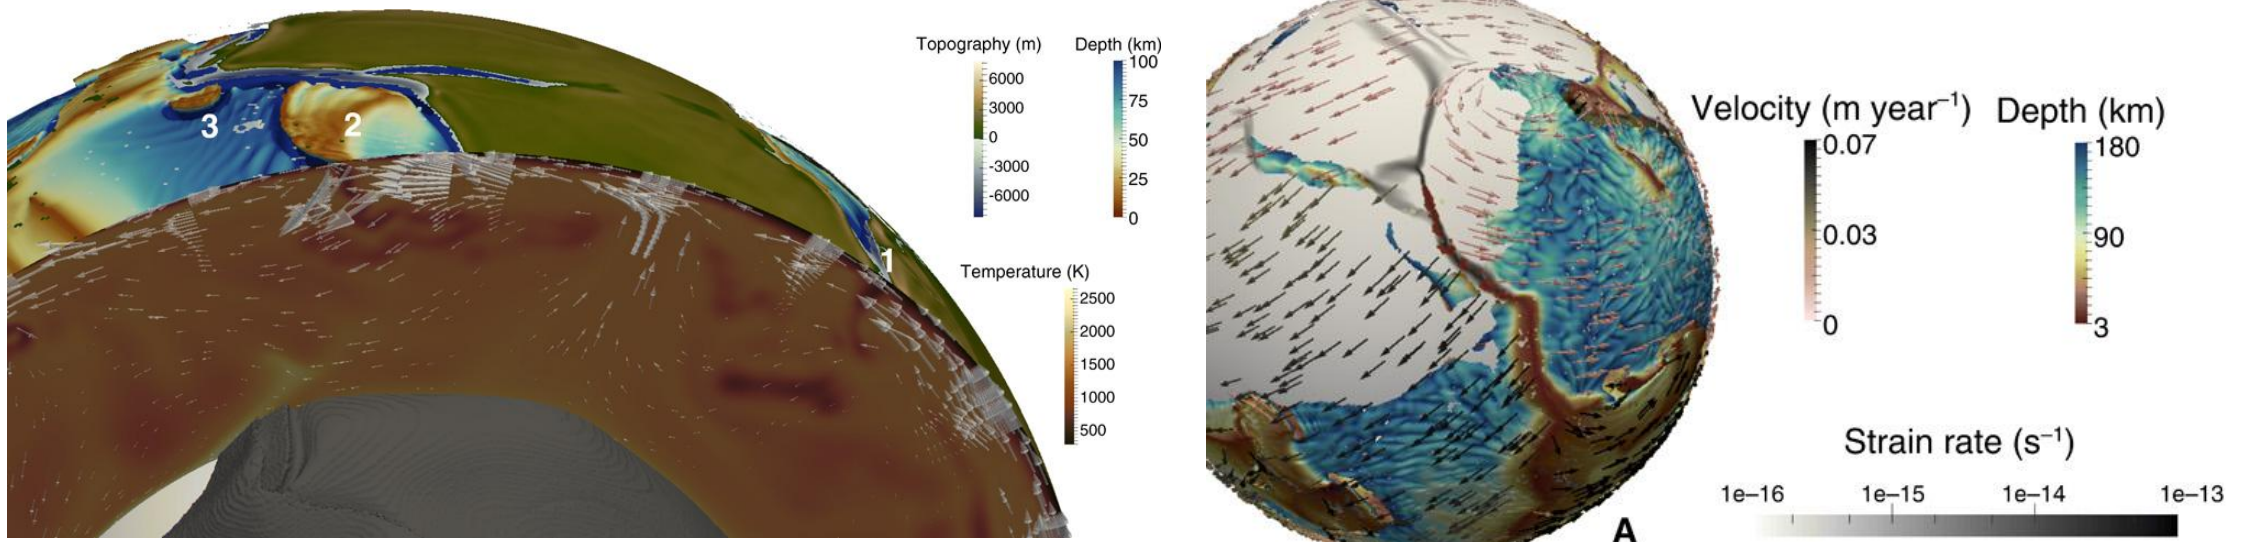 Topography (m)
6000
3000
0
-3000
-6000
Depth (km)
100
75
50
25
0
Temperature (K)
2500
2000
1500
1000
500
3
2
1
Velocity (m year⁻¹)
0.07
0.03
0
Depth (km)
180
90
3
Strain rate (s⁻¹)
1e−16
1e−15
1e−14
1e−13
A